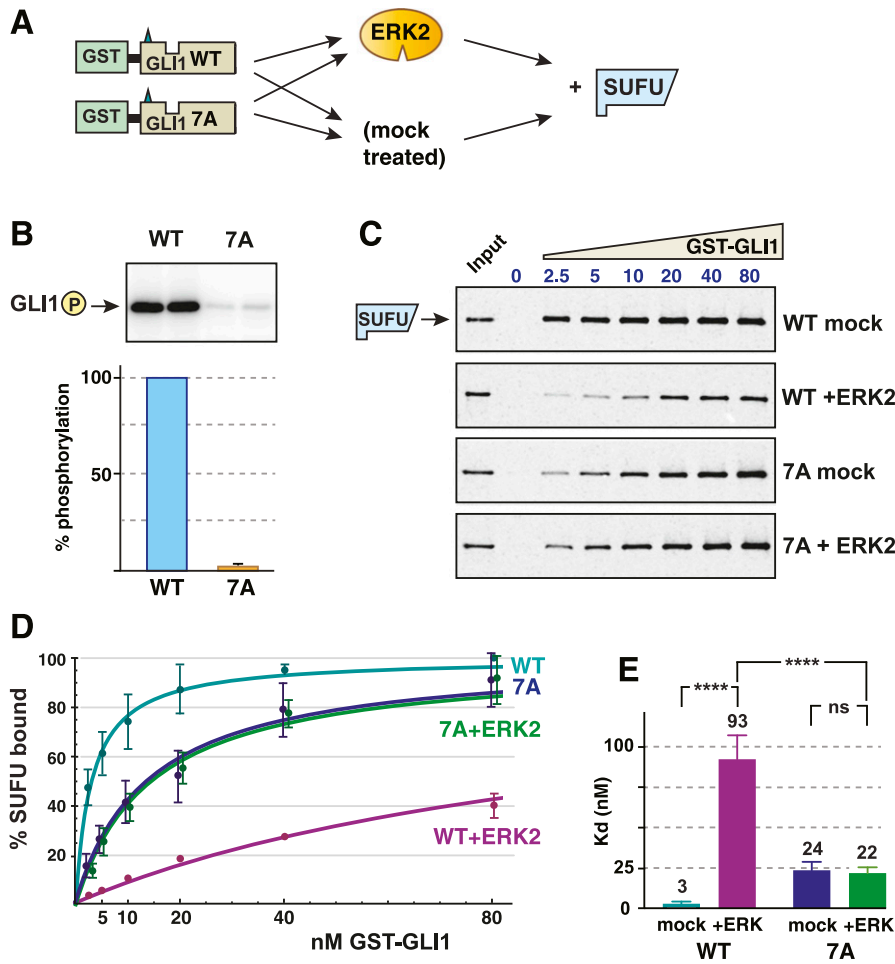 A
GST GLI1 WT
GST GLI1 7A
ERK2
(mock
treated)
+ SUFU
B
WT 7A
GLI1 P
100
50
% phosphorylation
WT 7A
C
Input
GST-GLI1
0 2.5 5 10 20 40 80
SUFU
WT mock
WT +ERK2
7A mock
7A + ERK2
D
100
80
60
40
20
% SUFU bound
WT
7A
7A+ERK2
WT+ERK2
5 10 20 40 80
nM GST-GLI1
E
****
**** ns
93
3
24
22
100
25
0
Kd (nM)
mock +ERK mock +ERK
WT 7A